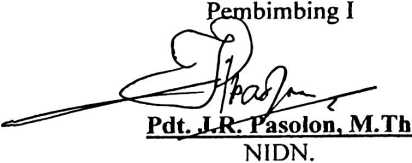 Pembimbing I
Pdt. J.R. Pasolon, M.Th
NIDN.